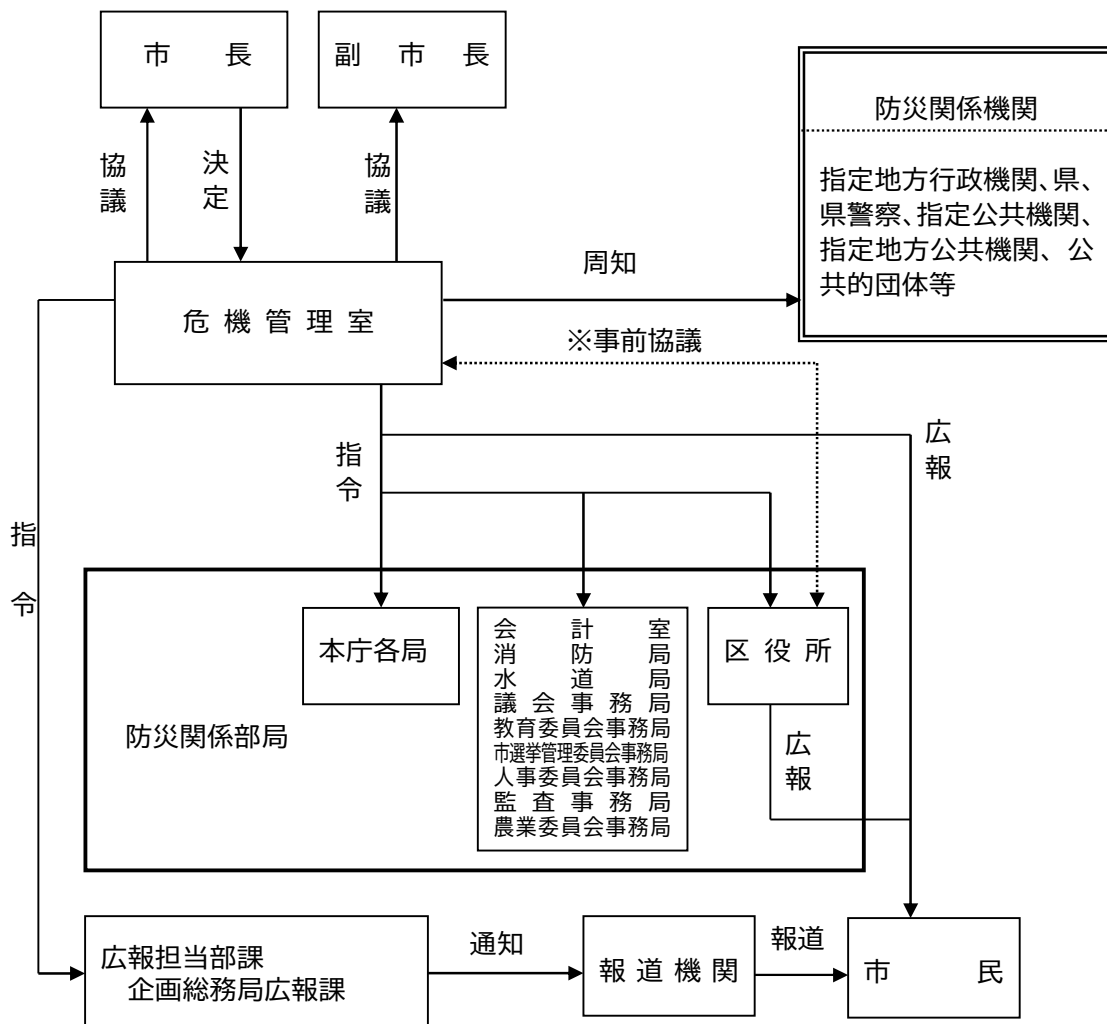 市長
副市長
防災関係機関
指定地方行政機関、県、
県警察、指定公共機関、
指定地方公共機関、公
共的団体等
協議
決定
協議
周知
危機管理室
※事前協議
広報
指令
指令
本庁各局
会計室
消防局
水道局
議会事務局
教育委員会事務局
市選挙管理委員会事務局
人事委員会事務局
監査事務局
農業委員会事務局
区役所
防災関係部局
広報
広報担当部課
企画総務局広報課
通知
報道機関
報道
市民